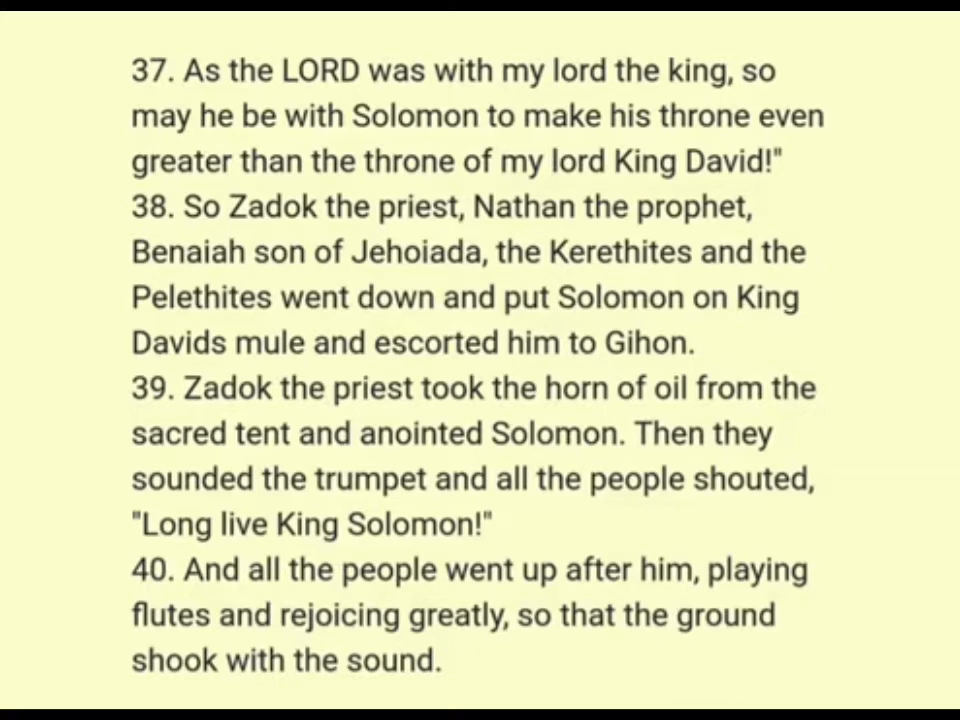 37. As the LORD was with my lord the king, so
may he be with Solomon to make his throne even
greater than the throne of my lord King David!"
38. So Zadok the priest, Nathan the prophet,
Benaiah son of Jehoiada, the Kerethites and the
Pelethites went down and put Solomon on King
Davids mule and escorted him to Gihon.
39. Zadok the priest took the horn of oil from the
sacred tent and anointed Solomon. Then they
sounded the trumpet and all the people shouted,
"Long live King Solomon!"
40. And all the people went up after him, playing
flutes and rejoicing greatly, so that the ground
shook with the sound.